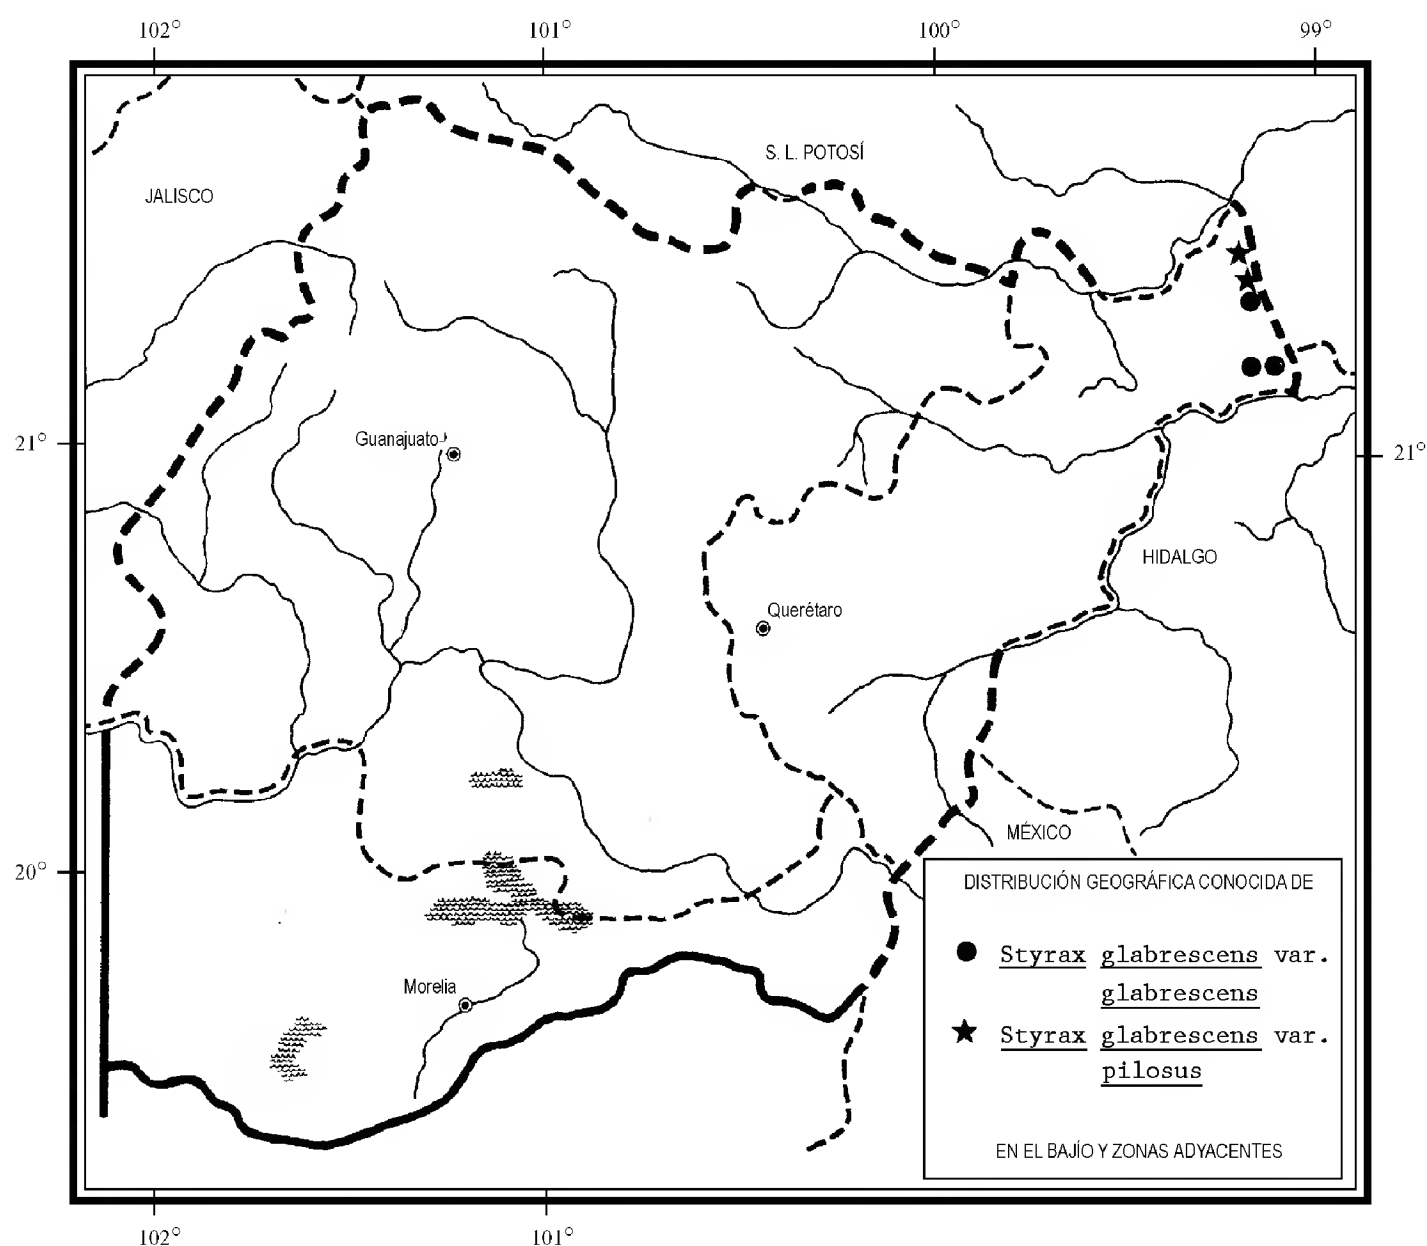 102° 101° 100° 99°
S. L. POTOSÍ
JALISCO
Guanajuato
21° 21°
HIDALGO
Querétaro
MÉXICO
20°
DISTRIBUCIÓN GEOGRÁFICA CONOCIDA DE
Styrax glabrescens var.
glabrescens
Morelia
Styrax glabrescens var.
pilosus
EN EL BAJÍO Y ZONAS ADYACENTES
102° 101°